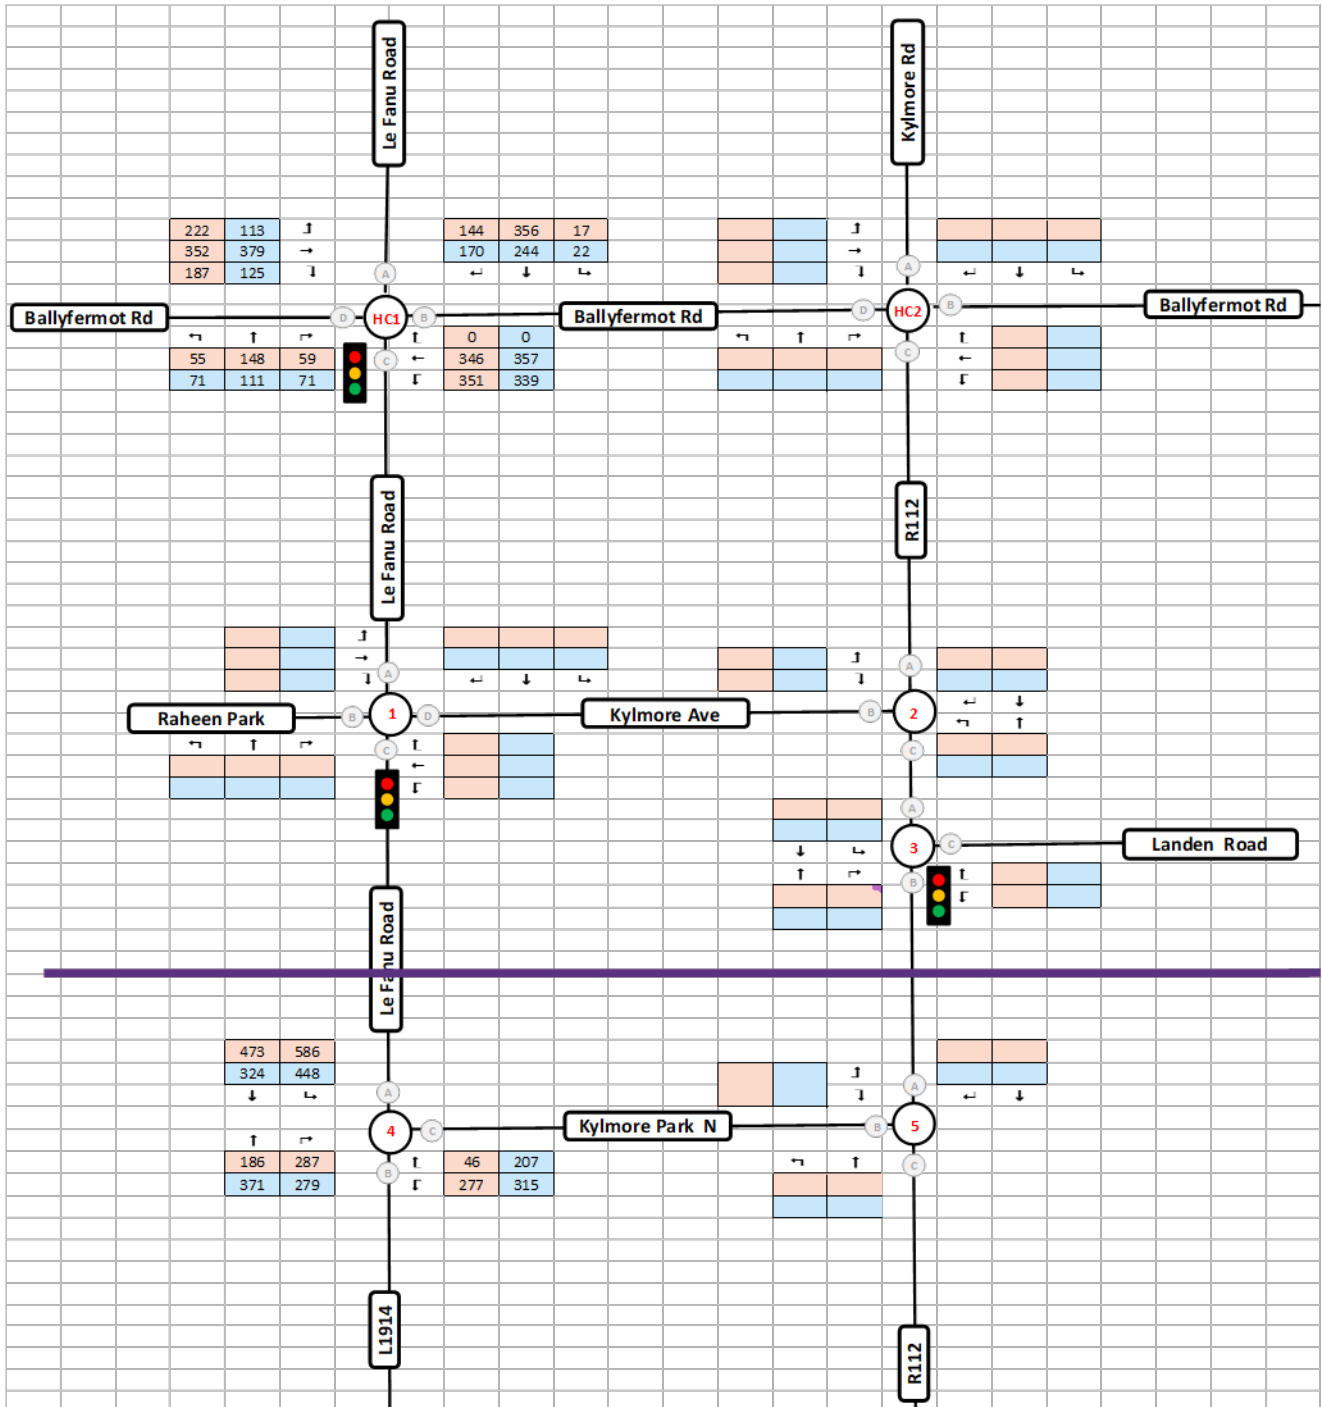 Le Fanu Road
Kylmore Rd
222 113
352 379
187 125
144 356 17
170 244 22
A
A
Ballyfermot Rd
D
HC1
B
Ballyfermot Rd
D
HC2
B
Ballyfermot Rd
C
C
55 148 59
71 111 71
0 0
346 357
351 339
Le Fanu Road
R112
A
A
Raheen Park
B
1
D
Kylmore Ave
B
2
C
C
A
3
C
Landen Road
B
Le Fanu Road
473 586
324 448
A
A
4
C
Kylmore Park N
B
5
B
C
186 287
371 279
46 207
277 315
L1914
R112